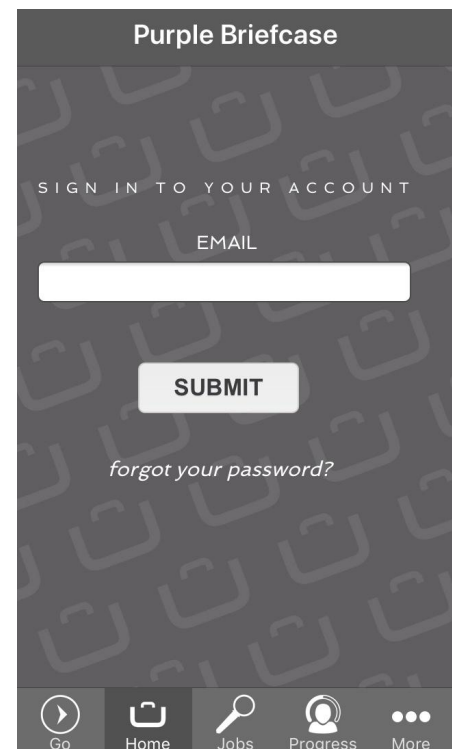 Purple Briefcase
SIGN IN TO YOUR ACCOUNT
EMAIL
SUBMIT
forgot your password?
Go Home Jobs Progress More